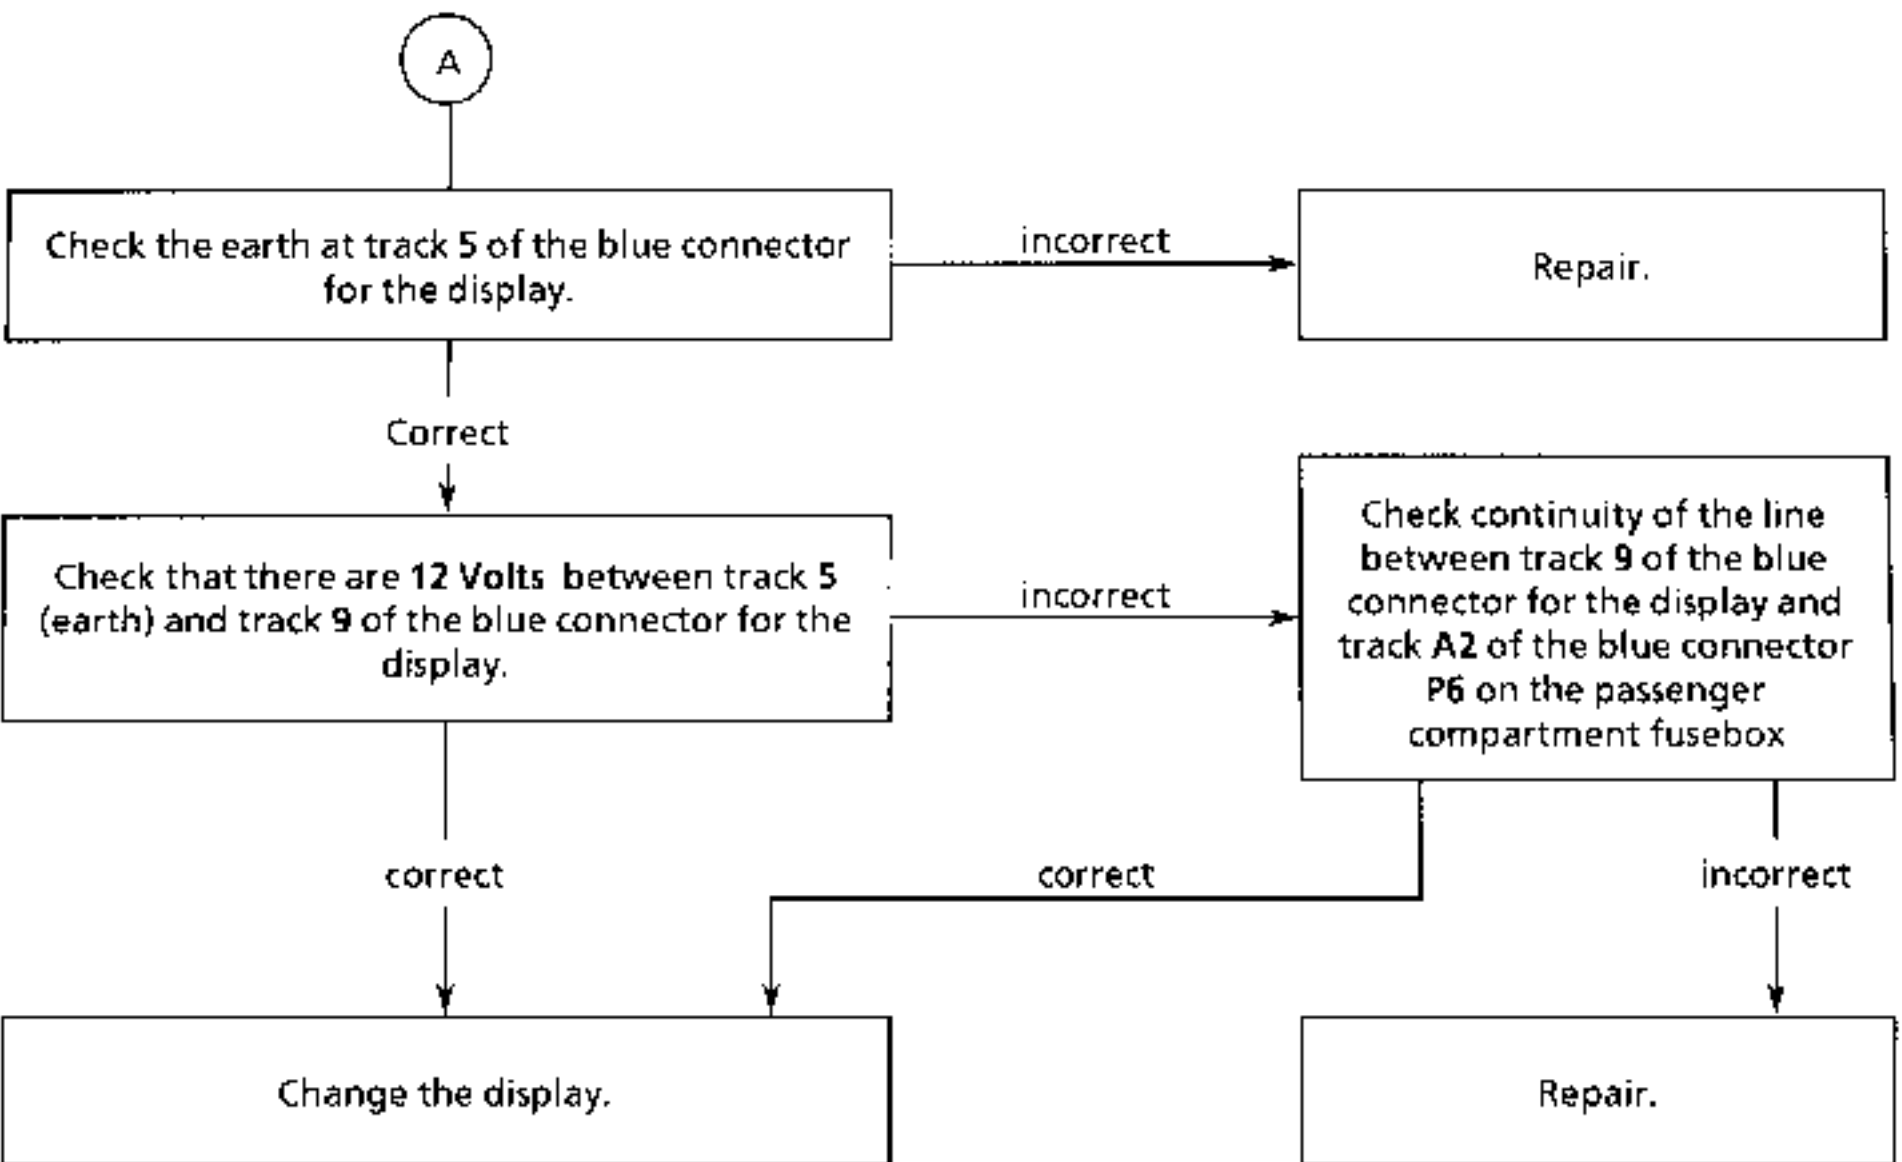 A
Check the earth at track 5 of the blue connector
for the display.
incorrect
Repair.
Correct
Check that there are 12 Volts between track 5
(earth) and track 9 of the blue connector for the
display.
incorrect
Check continuity of the line
between track 9 of the blue
connector for the display and
track A2 of the blue connector
P6 on the passenger
compartment fusebox
correct
correct
incorrect
Change the display.
Repair.